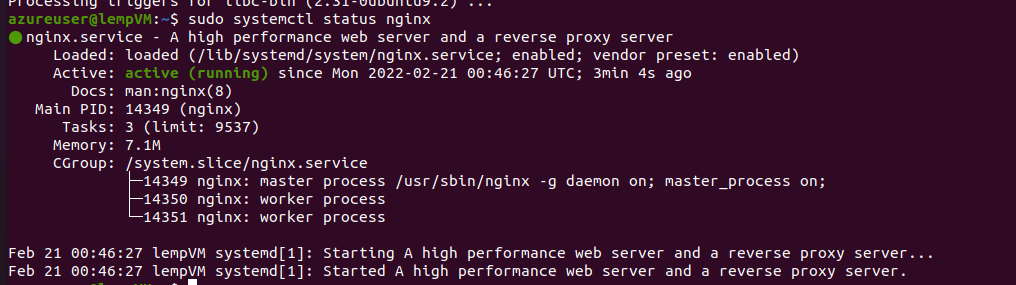 Processing triggers for libc-bin (2.31-0ubuntu9.2) ...
azureuser@lempVM:~$ sudo systemctl status nginx
● nginx.service - A high performance web server and a reverse proxy server
     Loaded: loaded (/lib/systemd/system/nginx.service; enabled; vendor preset: enabled)
     Active: active (running) since Mon 2022-02-21 00:46:27 UTC; 3min 4s ago
       Docs: man:nginx(8)
   Main PID: 14349 (nginx)
      Tasks: 3 (limit: 9537)
     Memory: 7.1M
     CGroup: /system.slice/nginx.service
             ├─14349 nginx: master process /usr/sbin/nginx -g daemon on; master_process on;
             ├─14350 nginx: worker process
             └─14351 nginx: worker process

Feb 21 00:46:27 lempVM systemd[1]: Starting A high performance web server and a reverse proxy server...
Feb 21 00:46:27 lempVM systemd[1]: Started A high performance web server and a reverse proxy server.
azureuser@lempVM:~$